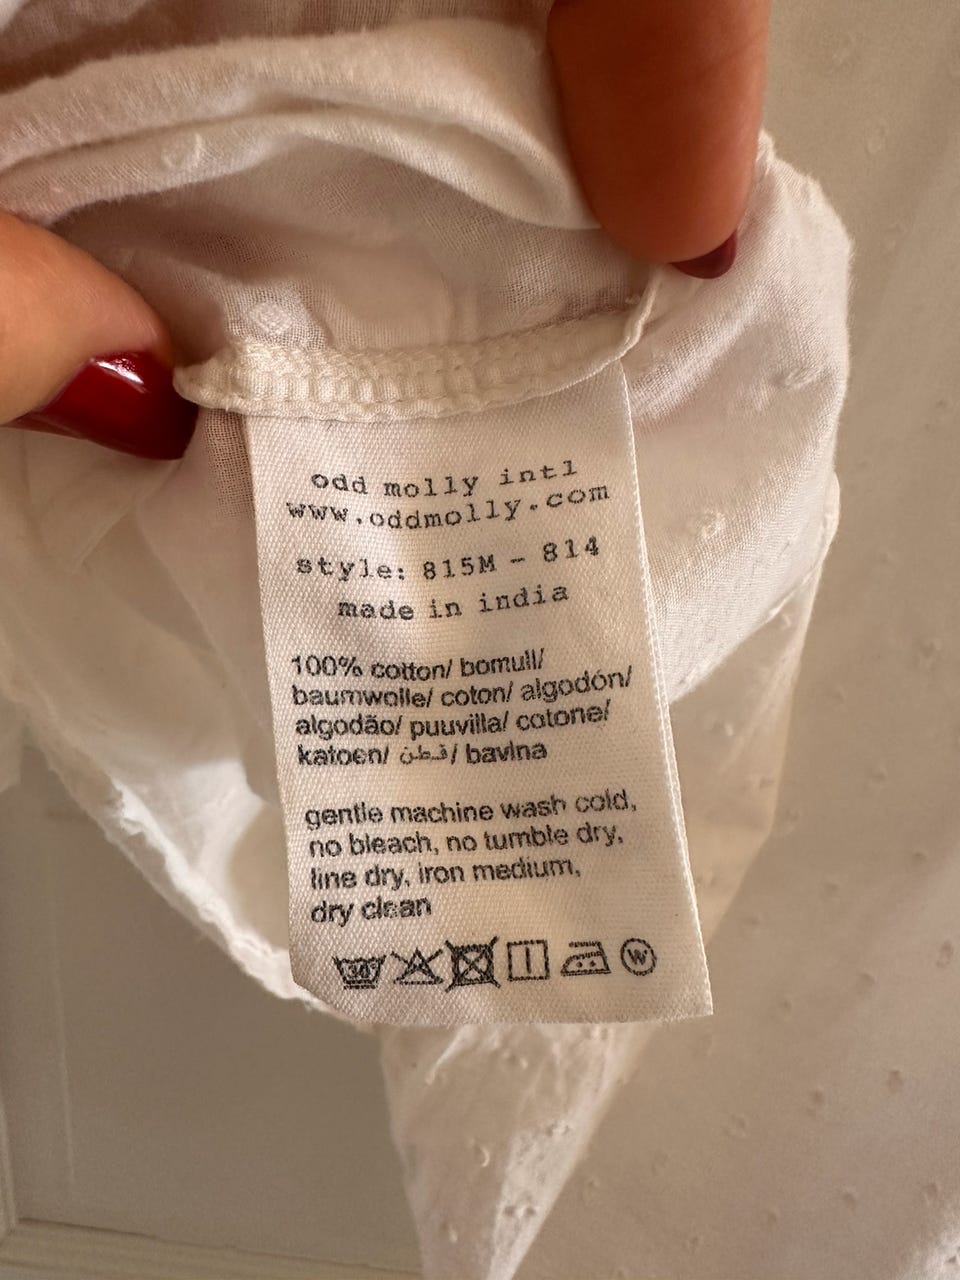 odd molly intl
www.oddmolly.com
style: 815M - 814
made in india
100% cotton/ bomull/
baumwolle/ coton/ algodón/
algodão/ puuvilla/ cotone/
katoen/ قطن/ bavlna
gentle machine wash cold,
no bleach, no tumble dry,
line dry, iron medium,
dry clean
30° W